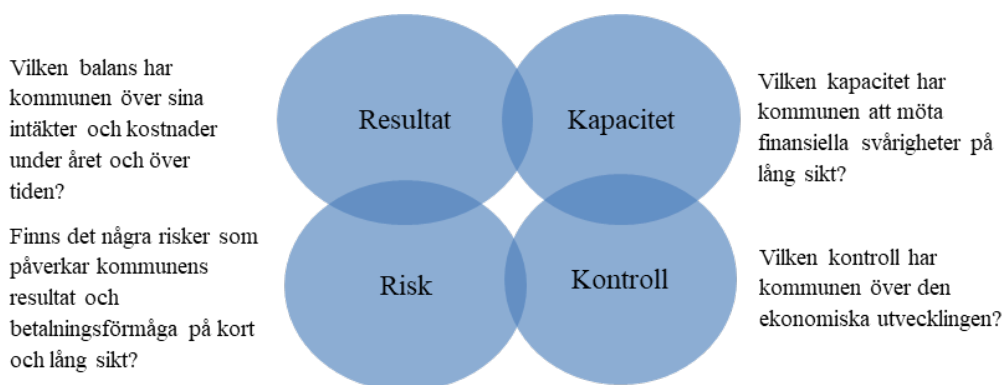 Vilken balans har
kommunen över sina
intäkter och kostnader
under året och över
tiden?
Resultat
Kapacitet
Vilken kapacitet har
kommunen att möta
finansiella svårigheter på
lång sikt?
Finns det några risker som
påverkar kommunens
resultat och
betalningsförmåga på kort
och lång sikt?
Risk
Kontroll
Vilken kontroll har
kommunen över den
ekonomiska utvecklingen?